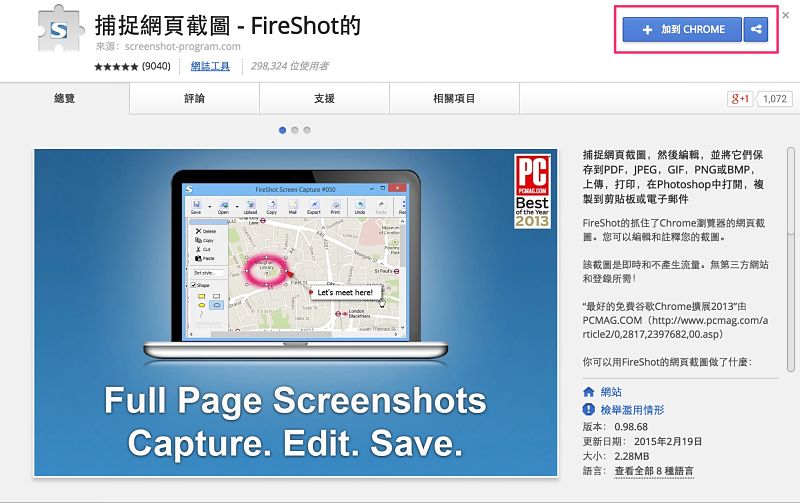 捕捉網頁截圖 - FireShot的
來源：screenshot-program.com
+ 加到 CHROME
★★★★★ (9040) 網誌工具 298,324 位使用者
總覽 評論 支援 相關項目
g+1 1,072
PC
PCMAG.COM
Best
of the Year
2013
FireShot Screen Capture #050
Save Open Upload Copy Mail Export Print Undo Redo
Delete
Copy
Cut
Paste
Set style...
Shape
Library
Let's meet here!
Museum
of London
St Paul's
London
Blackfriars
Full Page Screenshots
Capture. Edit. Save.
捕捉網頁截圖，然後編輯，並將它們保
存到PDF，JPEG，GIF，PNG或BMP，
上傳，打印，在Photoshop中打開，複
製到剪貼板或電子郵件
FireShot的抓住了Chrome瀏覽器的網頁截
圖。您可以編輯和註釋您的截圖。
該截圖是即時和不產生流量。無第三方網站
和登錄所需！
“最好的免費谷歌Chrome擴展2013”由
PCMAG.COM（http://www.pcmag.com/a
rticle2/0,2817,2397682,00.asp）
你可以用FireShot的網頁截圖做了什麼：
網站
檢舉濫用情形
版本： 0.98.68
更新日期： 2015年2月19日
大小： 2.28MB
語言： 查看全部 8 種語言